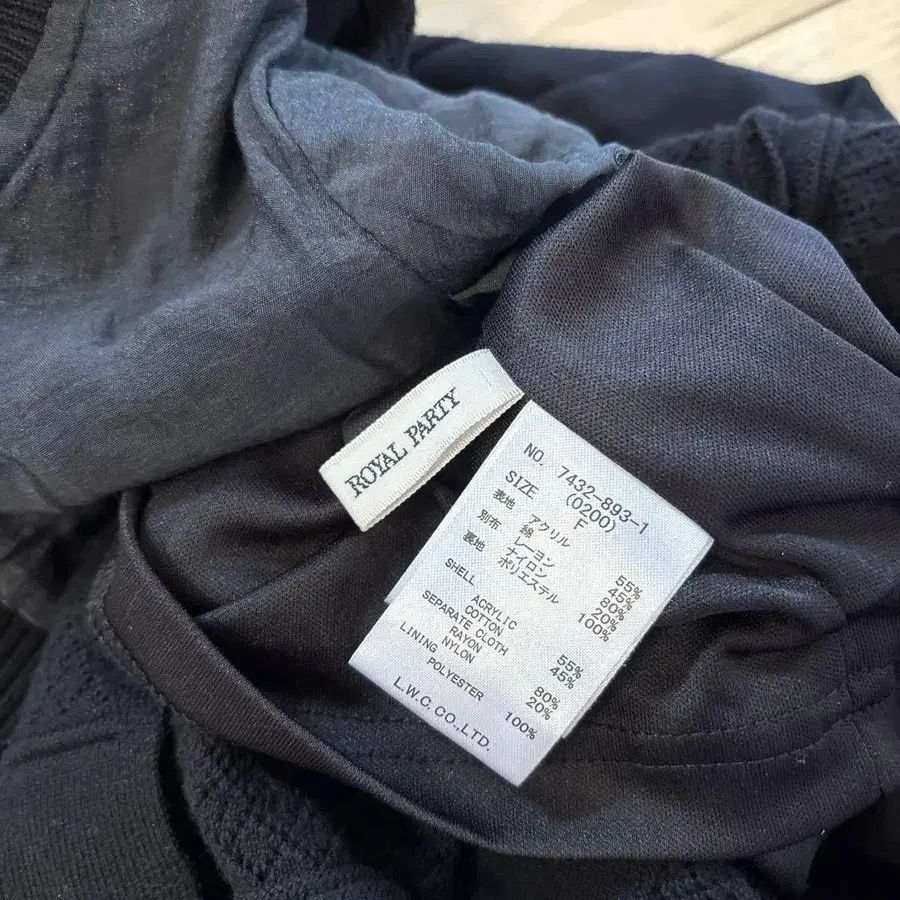 ROYAL PARTY
NO. 7432-893-1
SIZE (0200)
F
表地 アクリル 55%
綿 45%
別布 レーヨン 80%
ナイロン 20%
裏地 ポリエステル 100%
SHELL
ACRYLIC 55%
COTTON 45%
SEPARATE CLOTH
RAYON 80%
NYLON 20%
LINING
POLYESTER 100%
L.W.C.CO.,LTD.